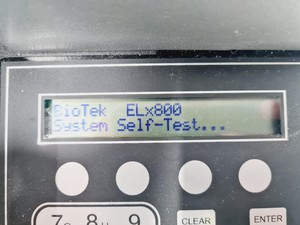 BioTek ELx800
System Self-Test...
7 8 9
CLEAR ENTER